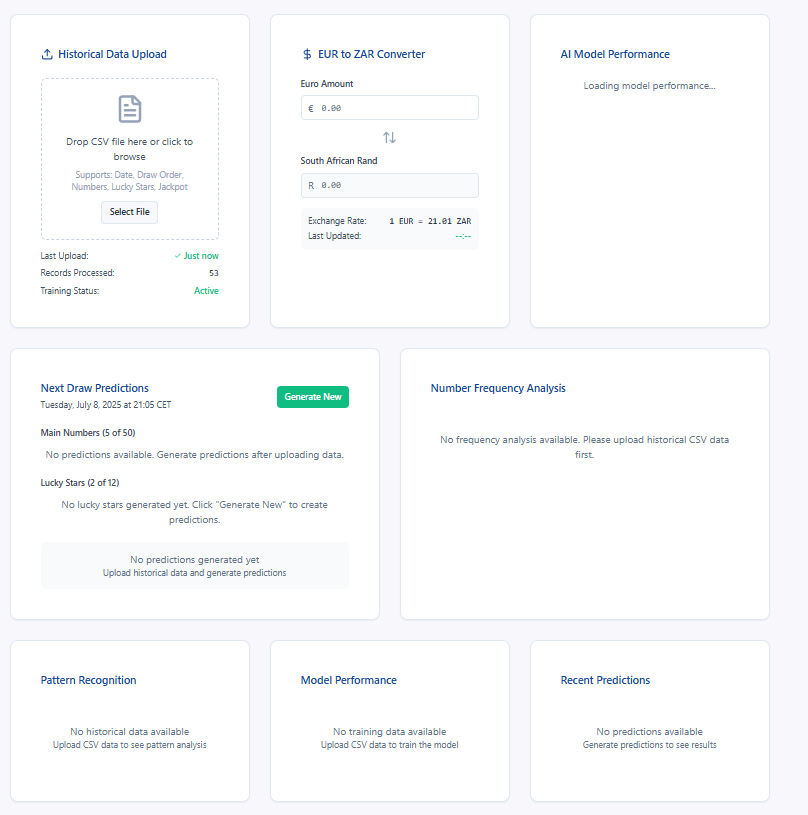 Historical Data Upload
Drop CSV file here or click to
browse
Supports: Date, Draw Order,
Numbers, Lucky Stars, Jackpot
Select File
Last Upload: ✓ Just now
Records Processed: 53
Training Status: Active
$ EUR to ZAR Converter
Euro Amount
€ 0.00
South African Rand
R 0.00
Exchange Rate: 1 EUR = 21.01 ZAR
Last Updated: --:--
AI Model Performance
Loading model performance...
Next Draw Predictions
Tuesday, July 8, 2025 at 21:05 CET
Generate New
Main Numbers (5 of 50)
No predictions available. Generate predictions after uploading data.
Lucky Stars (2 of 12)
No lucky stars generated yet. Click "Generate New" to create
predictions.
No predictions generated yet
Upload historical data and generate predictions
Number Frequency Analysis
No frequency analysis available. Please upload historical CSV data
first.
Pattern Recognition
No historical data available
Upload CSV data to see pattern analysis
Model Performance
No training data available
Upload CSV data to train the model
Recent Predictions
No predictions available
Generate predictions to see results